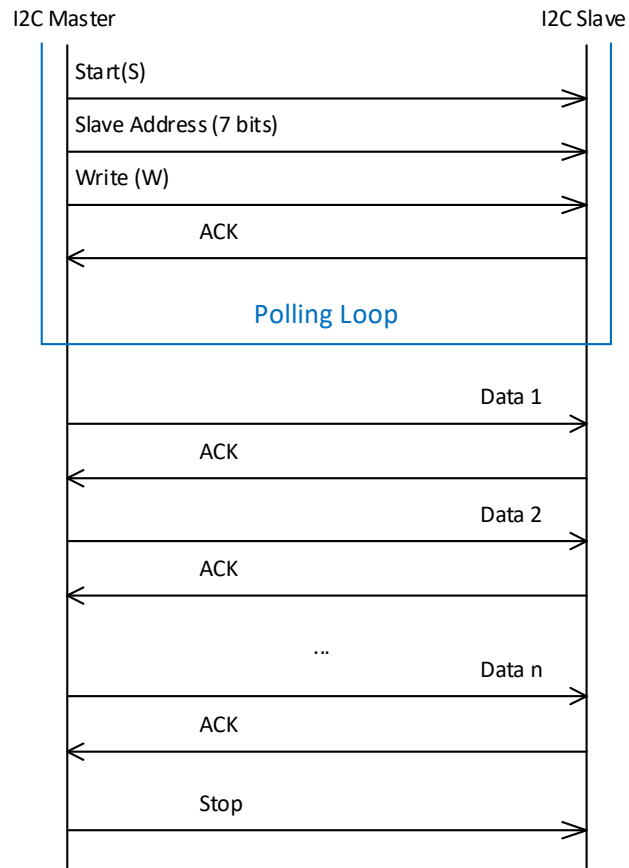 I2C Master
I2C Slave
Start(S)
Slave Address (7 bits)
Write (W)
ACK
Polling Loop
Data 1
ACK
Data 2
ACK
...
Data n
ACK
Stop